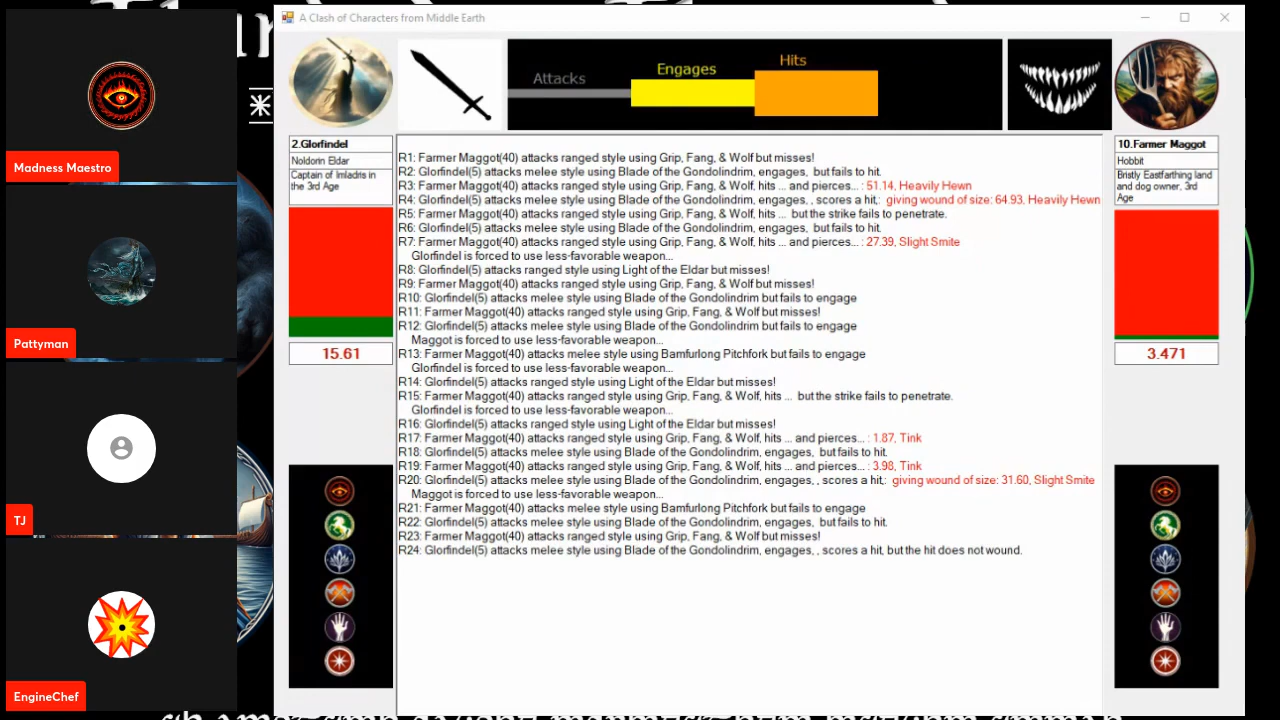 A Clash of Characters from Middle Earth
Attacks
Engages
Hits
Madness Maestro
Pattyman
TJ
EngineChef
2.Glorfindel
Noldorin Eldar
Captain of Imladris in
the 3rd Age
15.61
R1: Farmer Maggot(40) attacks ranged style using Grip, Fang, & Wolf but misses!
R2: Glorfindel(5) attacks melee style using Blade of the Gondolindrim, engages, but fails to hit.
R3: Farmer Maggot(40) attacks ranged style using Grip, Fang, & Wolf, hits ... and pierces... : 51.14, Heavily Hewn
R4: Glorfindel(5) attacks melee style using Blade of the Gondolindrim, engages, , scores a hit,: giving wound of size: 64.93, Heavily Hewn
R5: Farmer Maggot(40) attacks ranged style using Grip, Fang, & Wolf, hits ... but the strike fails to penetrate.
R6: Glorfindel(5) attacks melee style using Blade of the Gondolindrim, engages, but fails to hit.
R7: Farmer Maggot(40) attacks ranged style using Grip, Fang, & Wolf, hits ... and pierces... : 27.39, Slight Smite
Glorfindel is forced to use less-favorable weapon...
R8: Glorfindel(5) attacks ranged style using Light of the Eldar but misses!
R9: Farmer Maggot(40) attacks ranged style using Grip, Fang, & Wolf but misses!
R10: Glorfindel(5) attacks melee style using Blade of the Gondolindrim but fails to engage
R11: Farmer Maggot(40) attacks ranged style using Grip, Fang, & Wolf but misses!
R12: Glorfindel(5) attacks melee style using Blade of the Gondolindrim but fails to engage
Maggot is forced to use less-favorable weapon...
R13: Farmer Maggot(40) attacks melee style using Bamfurlong Pitchfork but fails to engage
Glorfindel is forced to use less-favorable weapon...
R14: Glorfindel(5) attacks ranged style using Light of the Eldar but misses!
R15: Farmer Maggot(40) attacks ranged style using Grip, Fang, & Wolf, hits ... but the strike fails to penetrate.
Glorfindel is forced to use less-favorable weapon...
R16: Glorfindel(5) attacks ranged style using Light of the Eldar but misses!
R17: Farmer Maggot(40) attacks ranged style using Grip, Fang, & Wolf, hits ... and pierces... : 1.87, Tink
R18: Glorfindel(5) attacks melee style using Blade of the Gondolindrim, engages, but fails to hit.
R19: Farmer Maggot(40) attacks ranged style using Grip, Fang, & Wolf, hits ... and pierces... : 3.98, Tink
R20: Glorfindel(5) attacks melee style using Blade of the Gondolindrim, engages, , scores a hit,: giving wound of size: 31.60, Slight Smite
Maggot is forced to use less-favorable weapon...
R21: Farmer Maggot(40) attacks melee style using Bamfurlong Pitchfork but fails to engage
R22: Glorfindel(5) attacks melee style using Blade of the Gondolindrim, engages, but fails to hit.
R23: Farmer Maggot(40) attacks ranged style using Grip, Fang, & Wolf but misses!
R24: Glorfindel(5) attacks melee style using Blade of the Gondolindrim, engages, , scores a hit, but the hit does not wound.
10.Farmer Maggot
Hobbit
Bristly Eastfarthing land
and dog owner, 3rd
Age
3.471